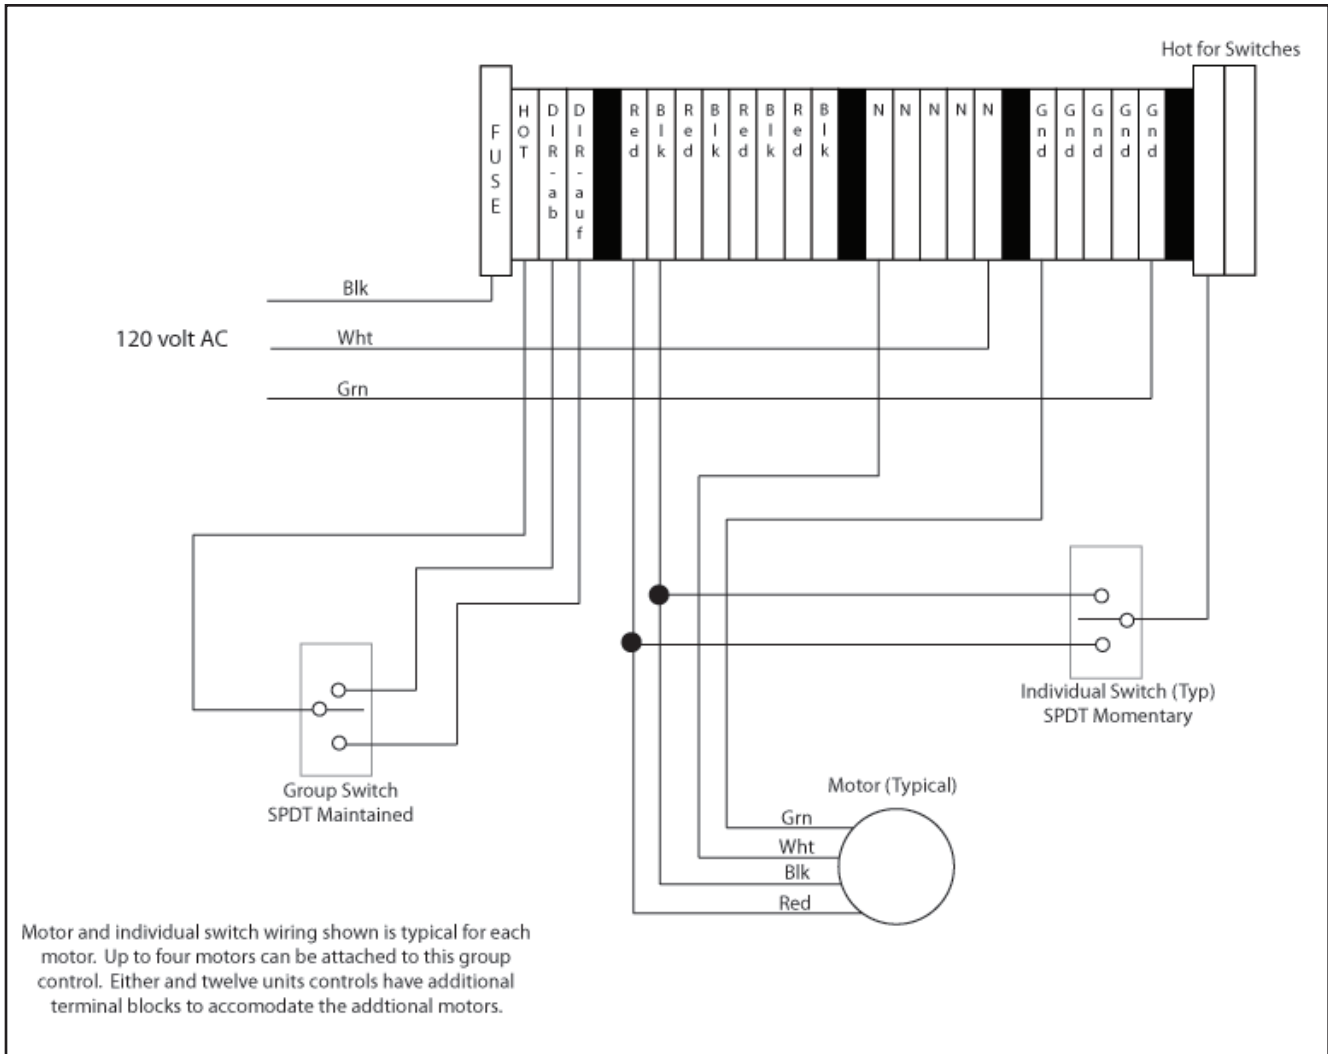 Hot for Switches
FUSE
HOT
DIR-ab
DIR-auf
Red
Blk
Red
Blk
Red
Blk
Red
Blk
N
N
N
N
N
Gnd
Gnd
Gnd
Gnd
Gnd
Blk
120 volt AC
Wht
Grn
Individual Switch (Typ)
SPDT Momentary
Group Switch
SPDT Maintained
Motor (Typical)
Grn
Wht
Blk
Red
Motor and individual switch wiring shown is typical for each
motor. Up to four motors can be attached to this group
control. Either and twelve units controls have additional
terminal blocks to accomodate the addtional motors.